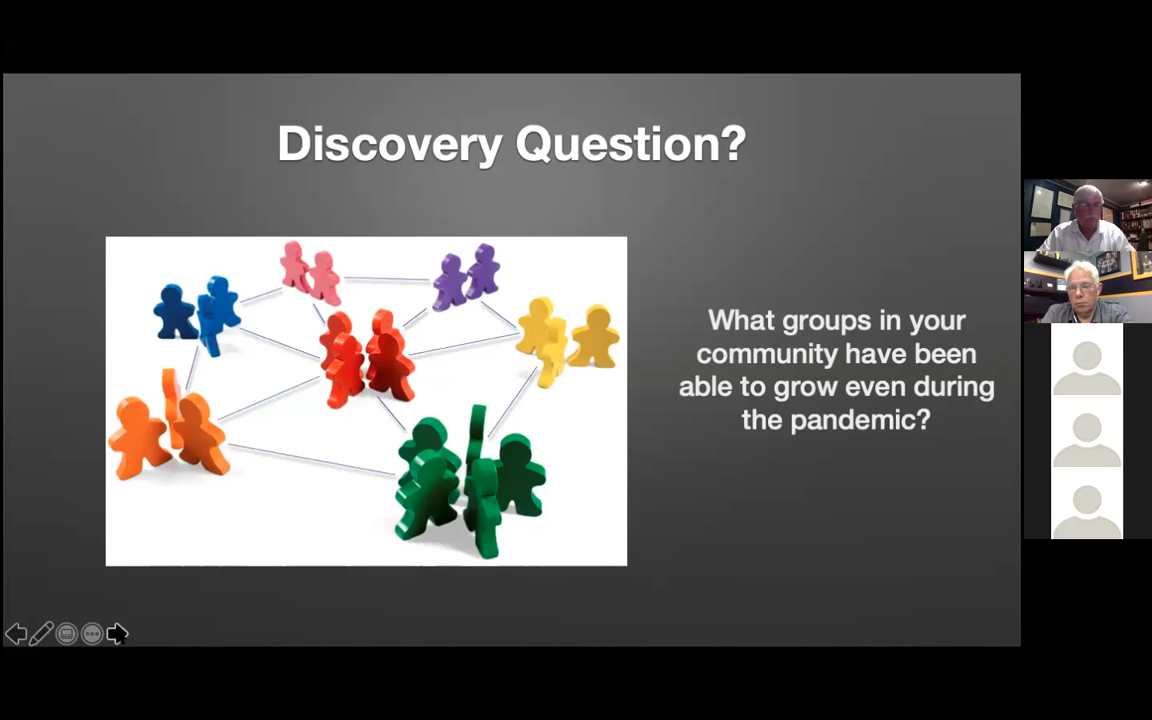 Discovery Question?
What groups in your
community have been
able to grow even during
the pandemic?